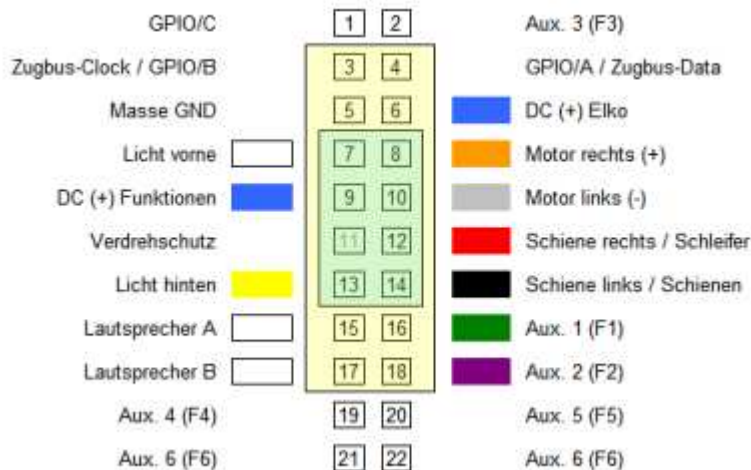 GPIO/C 1 2 Aux. 3 (F3)
Zugbus-Clock / GPIO/B 3 4 GPIO/A / Zugbus-Data
Masse GND 5 6 DC (+) Elko
Licht vorne 7 8 Motor rechts (+)
DC (+) Funktionen 9 10 Motor links (-)
Verdrehschutz 11 12 Schiene rechts / Schleifer
Licht hinten 13 14 Schiene links / Schienen
Lautsprecher A 15 16 Aux. 1 (F1)
Lautsprecher B 17 18 Aux. 2 (F2)
Aux. 4 (F4) 19 20 Aux. 5 (F5)
Aux. 6 (F6) 21 22 Aux. 6 (F6)